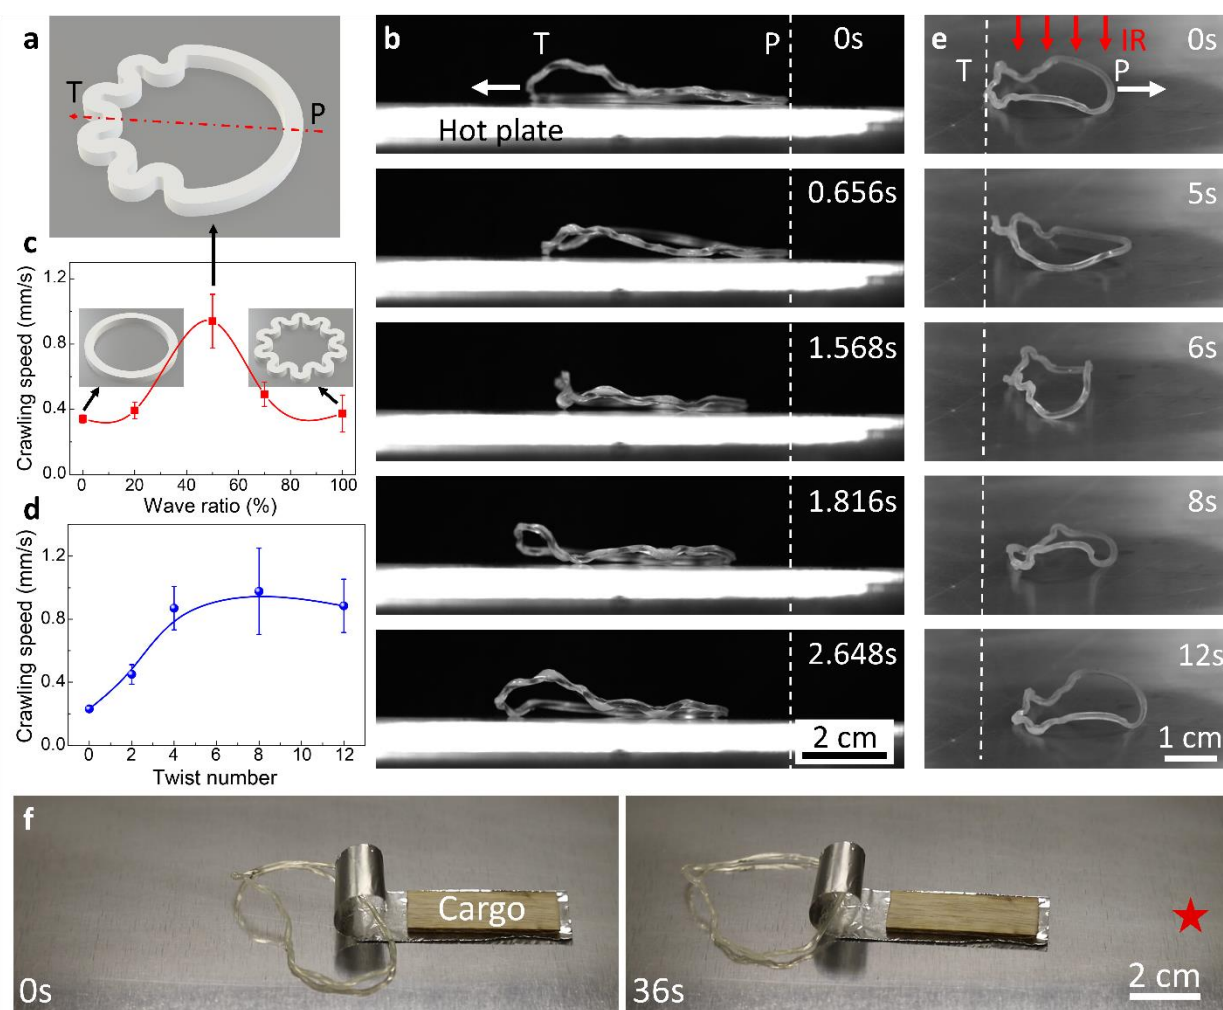 a
T
P
b
T
P
0s
Hot plate
0.656s
1.568s
1.816s
2.648s
2 cm
c
Crawling speed (mm/s)
1.2
0.8
0.4
0.0
0 20 40 60 80 100
Wave ratio (%)
d
Crawling speed (mm/s)
1.2
0.8
0.4
0.0
0 2 4 6 8 10 12
Twist number
e
IR
0s
T
P
5s
6s
8s
12s
1 cm
f
Cargo
0s
36s
2 cm